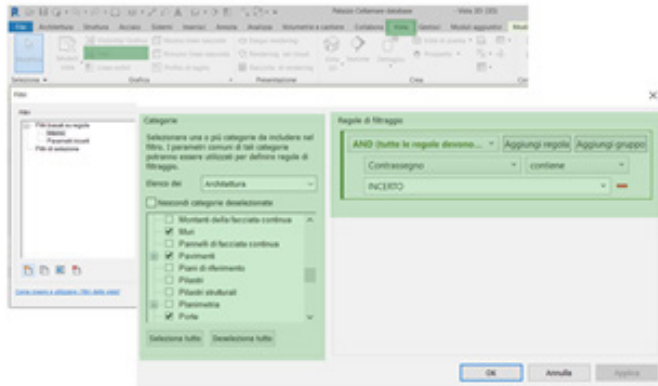 Palazzo Cellamare database
Vista 3D {3D}
File Architettura Struttura Acciaio Sistemi Inserisci Annota Analizza Volumetria e cantiere Collabora Vista Gestisci Moduli aggiuntivi
Modifica
Selezione
Grafica
Presentazione
Crea
Filtri
Filtri
Filtri basati su regole
Incerto
Filtri di selezione
Categorie
Selezionare una o più categorie da includere nel
filtro. I parametri comuni di tali categorie
potranno essere utilizzati per definire regole di
filtraggio.
Elenco dei
Architettura
Nascondi categorie deselezionate
Montanti della facciata continua
Muri
Pannelli di facciata continua
Pavimenti
Piani di riferimento
Pilastri
Pilastri strutturali
Planimetria
Porte
Seleziona tutto
Deseleziona tutto
Regole di filtraggio
AND (tutte le regole devono...
Aggiungi regola
Aggiungi gruppo
Contrassegno
contiene
INCERTO
OK
Annulla
Applica